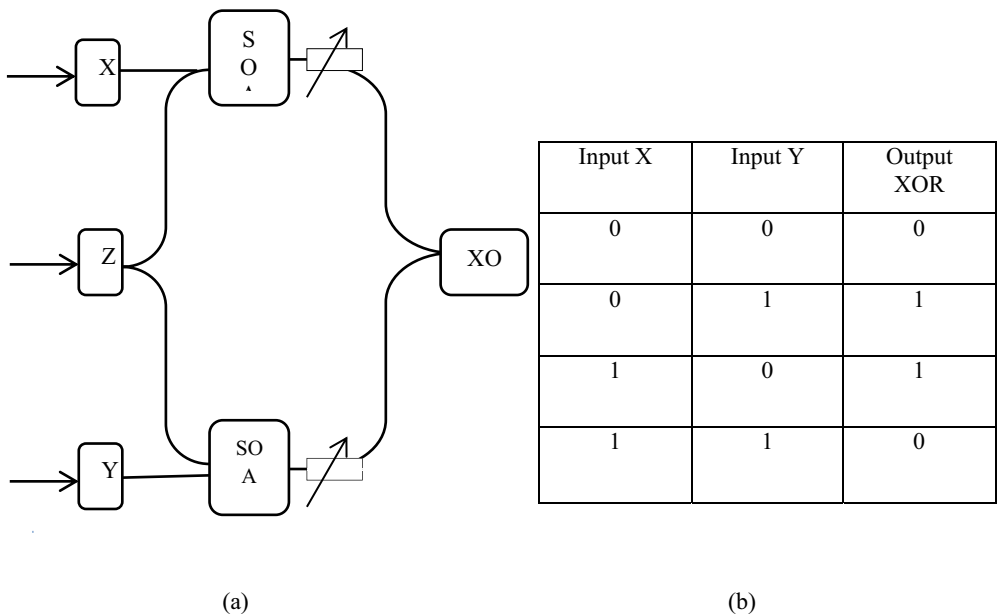 X
S
O
Z
XO
Y
SO
A
Input X Input Y Output
XOR
0 0 0
0 1 1
1 0 1
1 1 0
(a) (b)